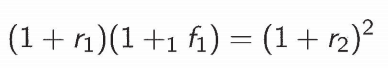 (1 + r₁)(1 +₁ f₁) = (1 + r₂)²